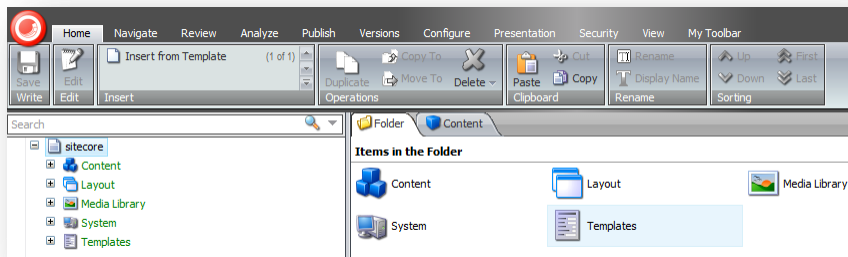 Home Navigate Review Analyze Publish Versions Configure Presentation Security View My Toolbar
Insert from Template (1 of 1) Copy To Cut Rename Up First
Save Edit Duplicate Move To Delete Paste Copy Display Name Down Last
Write Edit Insert Operations Clipboard Rename Sorting
Search Folder Content
sitecore Items in the Folder
Content Content Layout Media Library
Layout
Media Library
System System Templates
Templates